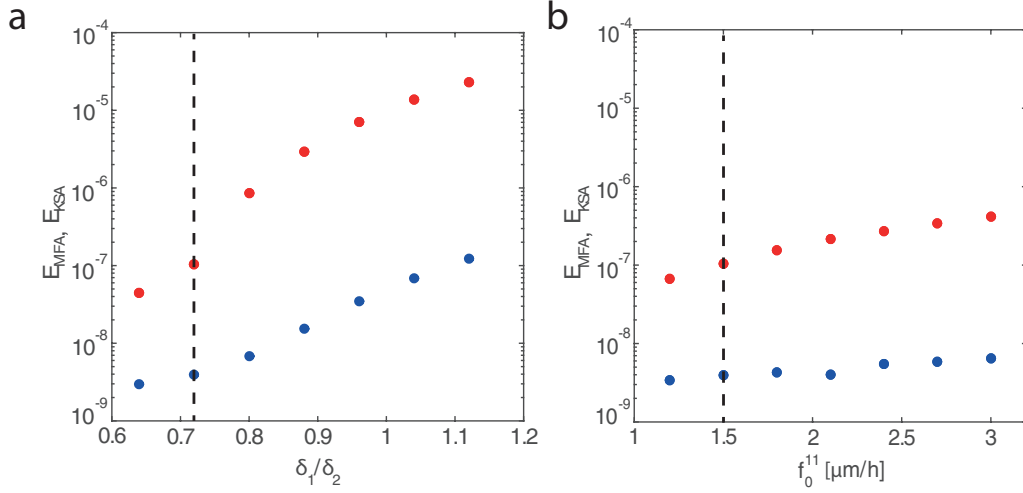 a
E_MFA, E_KSA
10^-4
10^-5
10^-6
10^-7
10^-8
10^-9
0.6 0.7 0.8 0.9 1 1.1 1.2
δ_1/δ_2
b
E_MFA, E_KSA
10^-4
10^-5
10^-6
10^-7
10^-8
10^-9
1 1.5 2 2.5 3
f_0^11 [μm/h]